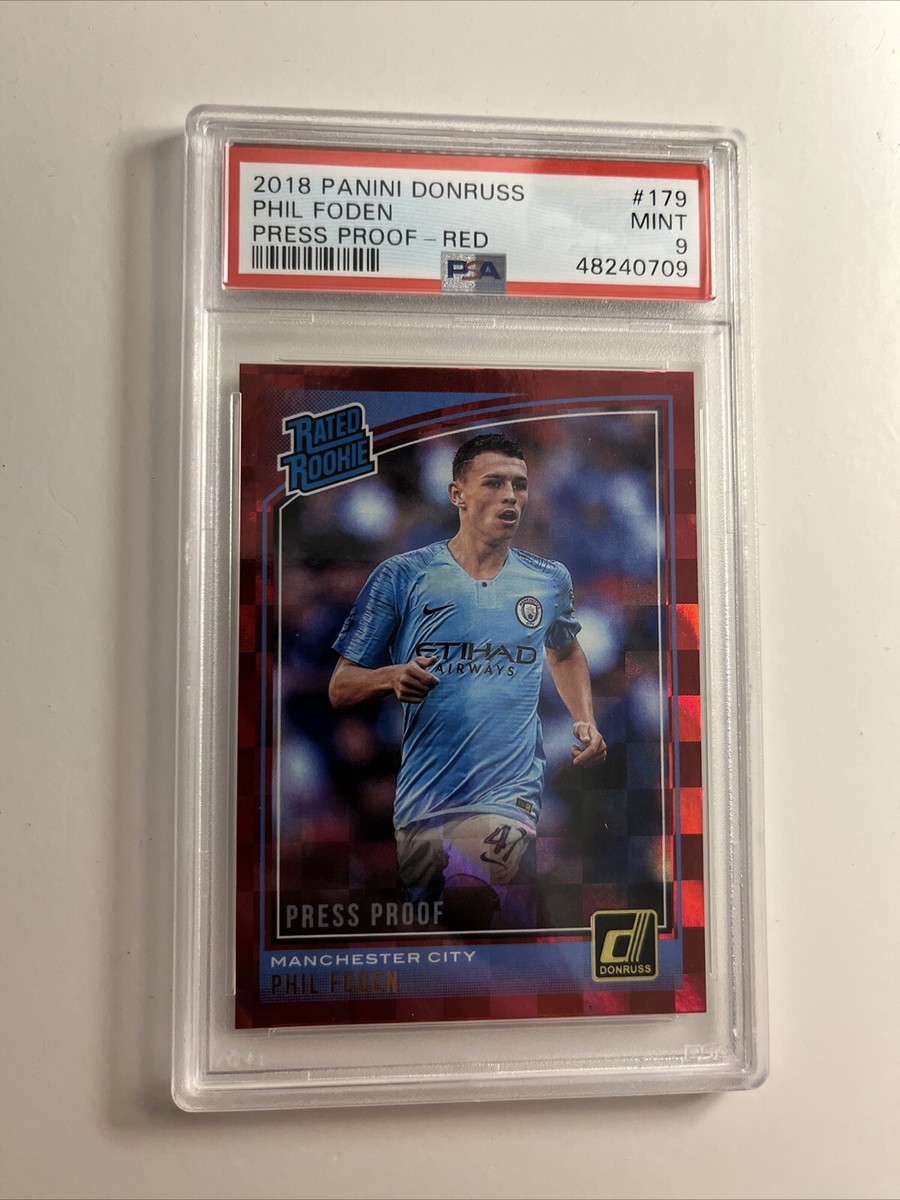 2018 PANINI DONRUSS #179
PHIL FODEN MINT
PRESS PROOF - RED 9
PSA 48240709
RATED
ROOKIE
ETIHAD
AIRWAYS
47
PRESS PROOF
d
DONRUSS
MANCHESTER CITY
PHIL FODEN
PSA